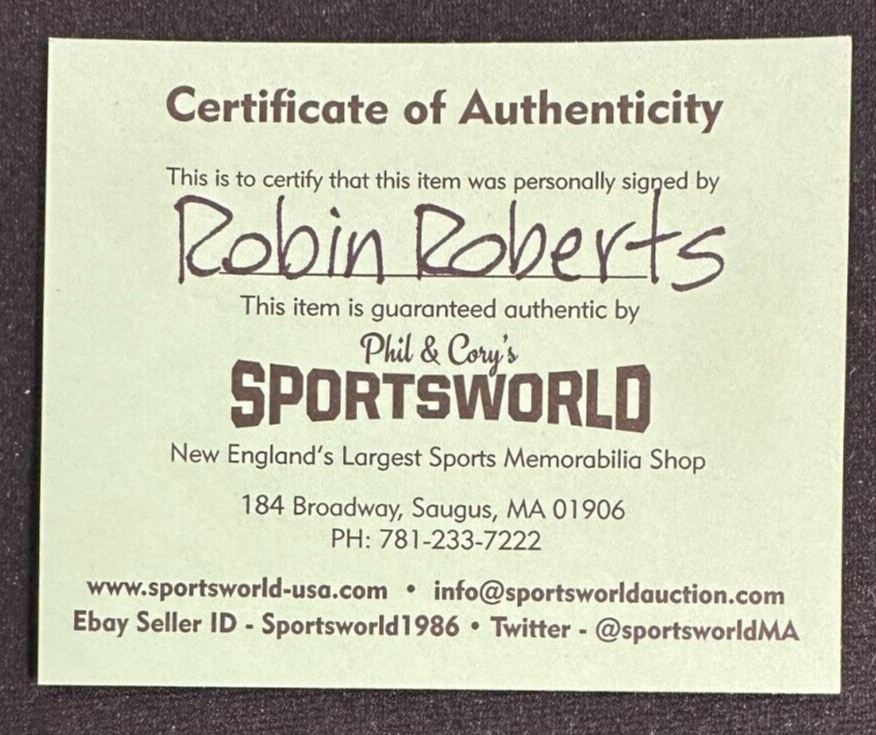 Certificate of Authenticity
This is to certify that this item was personally signed by
Robin Roberts
This item is guaranteed authentic by
Phil & Cory's
SPORTSWORLD
New England's Largest Sports Memorabilia Shop
184 Broadway, Saugus, MA 01906
PH: 781-233-7222
www.sportsworld-usa.com • info@sportsworldauction.com
Ebay Seller ID - Sportsworld1986 • Twitter - @sportsworldMA